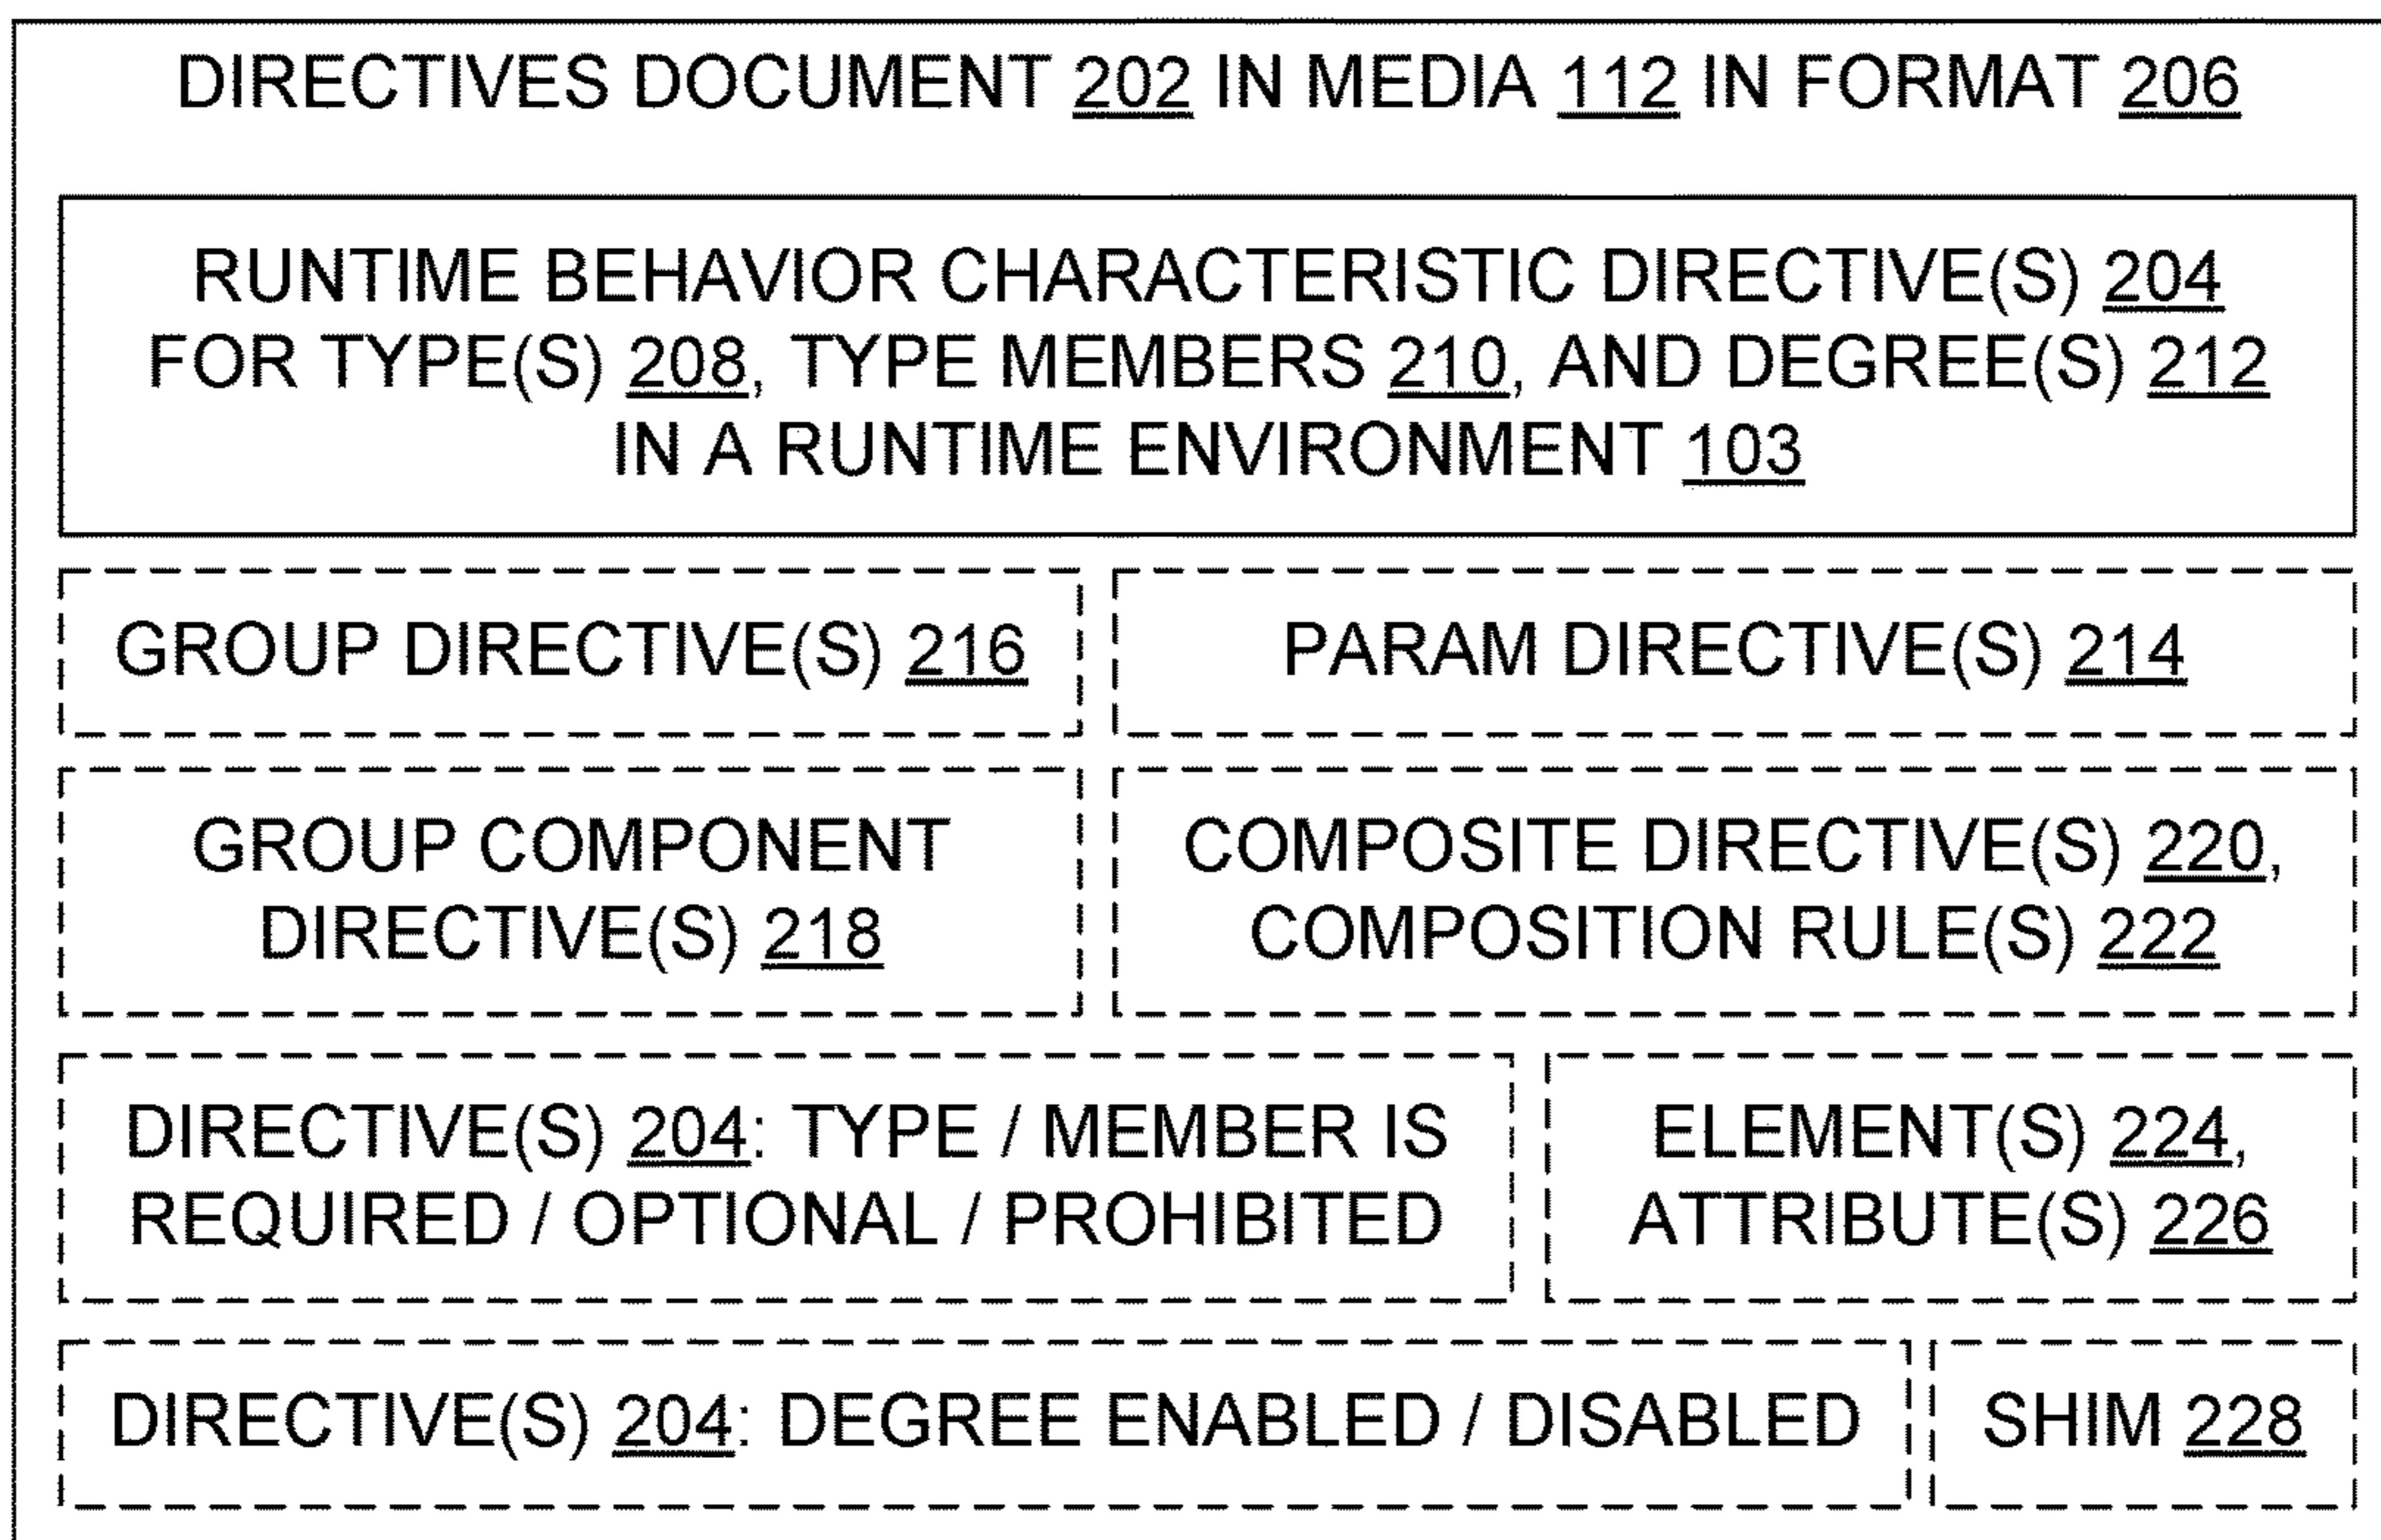 DIRECTIVES DOCUMENT 202 IN MEDIA 112 IN FORMAT 206
RUNTIME BEHAVIOR CHARACTERISTIC DIRECTIVE(S) 204
FOR TYPE(S) 208, TYPE MEMBERS 210, AND DEGREE(S) 212
IN A RUNTIME ENVIRONMENT 103
GROUP DIRECTIVE(S) 216
PARAM DIRECTIVE(S) 214
GROUP COMPONENT
DIRECTIVE(S) 218
COMPOSITE DIRECTIVE(S) 220,
COMPOSITION RULE(S) 222
DIRECTIVE(S) 204: TYPE / MEMBER IS
REQUIRED / OPTIONAL / PROHIBITED
ELEMENT(S) 224,
ATTRIBUTE(S) 226
DIRECTIVE(S) 204: DEGREE ENABLED / DISABLED
SHIM 228